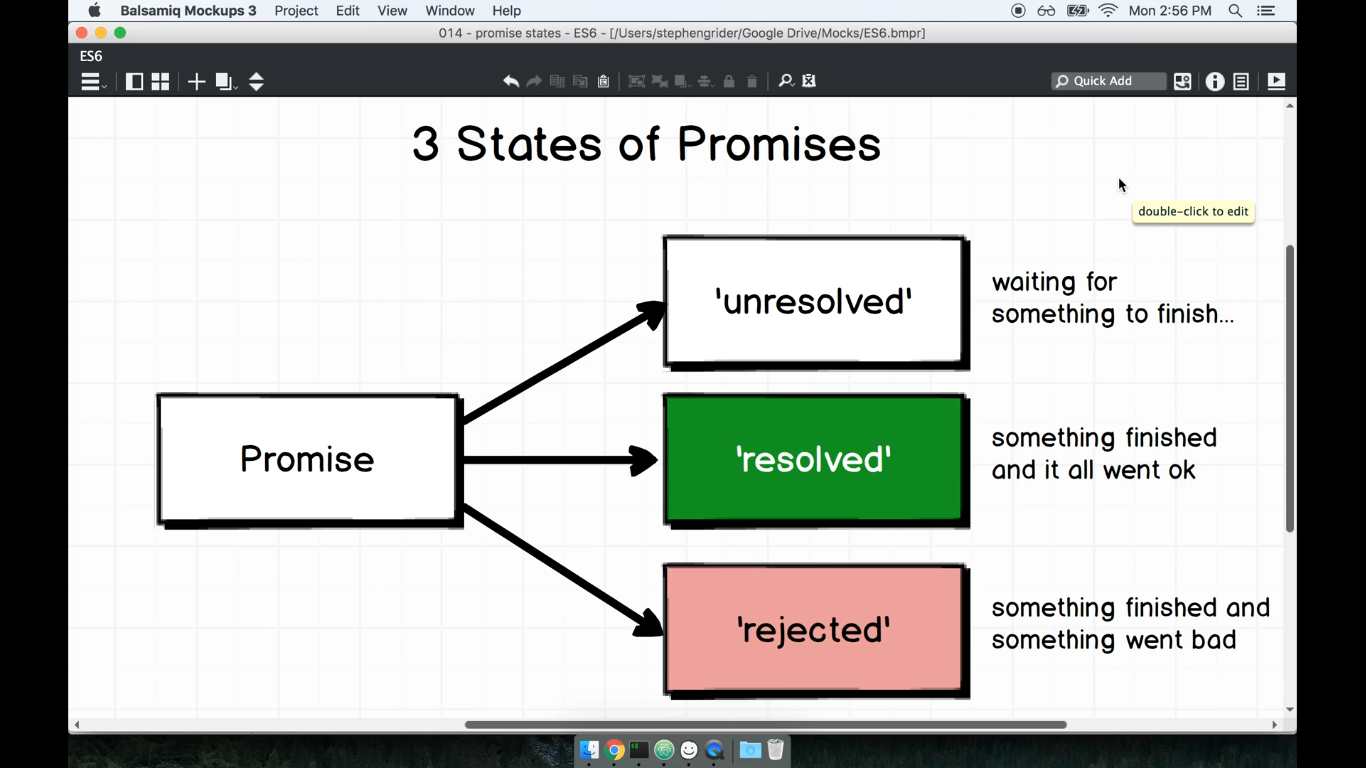 Balsamiq Mockups 3 Project Edit View Window Help Mon 2:56 PM
014 - promise states - ES6 - [/Users/stephengrider/Google Drive/Mocks/ES6.bmpr]
ES6
Quick Add
3 States of Promises
double-click to edit
'unresolved'
waiting for
something to finish...
Promise
'resolved'
something finished
and it all went ok
'rejected'
something finished and
something went bad